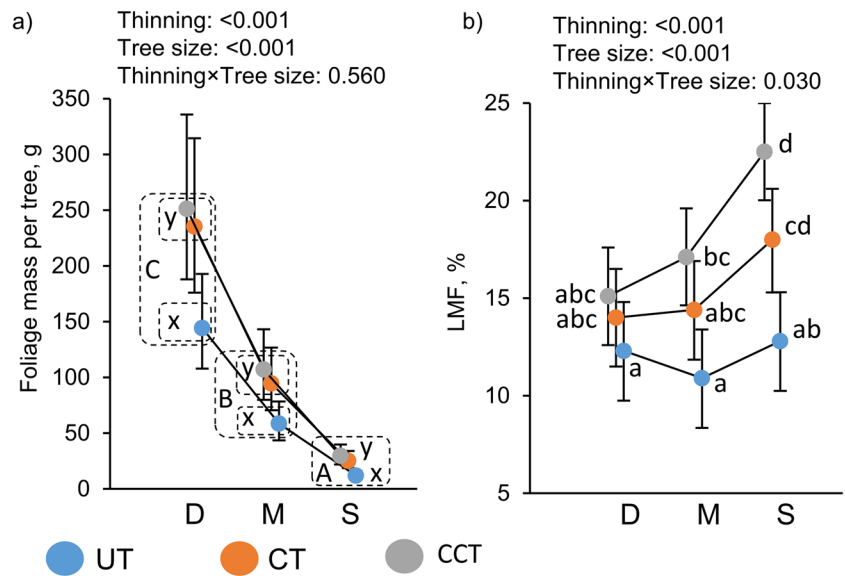 a)
Thinning: <0.001
Tree size: <0.001
Thinning×Tree size: 0.560
Foliage mass per tree, g
350
300
250
200
150
100
50
0
y
C
x
y
B
x
y
A
x
D M S
b)
Thinning: <0.001
Tree size: <0.001
Thinning×Tree size: 0.030
LMF, %
25
20
15
10
5
d
cd
bc
abc
abc
abc
ab
a
a
D M S
UT CT CCT